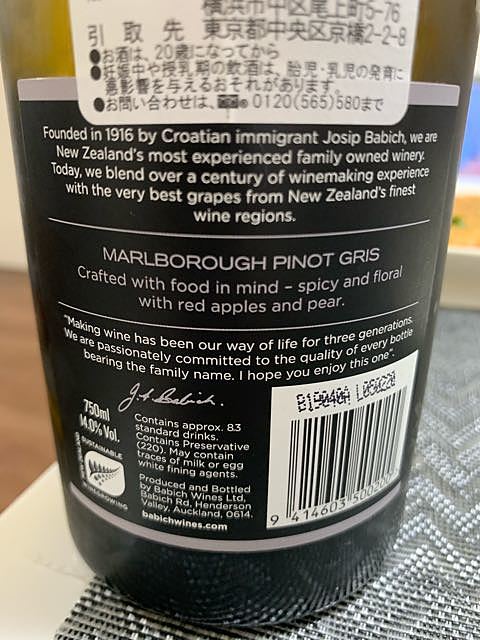 横浜市中区尾上町5-76
引取先 東京都中央区京橋2-2-8
●お酒は、20歳になってから
●妊娠中や授乳期の飲酒は、胎児・乳児の発育に
悪影響を与えるおそれがあります。
●お問い合わせは、 0120(565)580まで
Founded in 1916 by Croatian immigrant Josip Babich, we are
New Zealand's most experienced family owned winery.
Today, we blend over a century of winemaking experience
with the very best grapes from New Zealand's finest
wine regions.
MARLBOROUGH PINOT GRIS
Crafted with food in mind – spicy and floral
with red apples and pear.
"Making wine has been our way of life for three generations.
We are passionately committed to the quality of every bottle
bearing the family name. I hope you enjoy this one".
J.A. Babich.
750ml
14.0% Vol.
SUSTAINABLE
WINEGROWING
Contains approx. 8.3
standard drinks.
Contains Preservative
(220). May contain
traces of milk or egg
white fining agents.
Produced and Bottled
by Babich Wines Ltd,
Babich Rd, Henderson
Valley, Auckland, 0614.
babichwines.com
9 414603 500